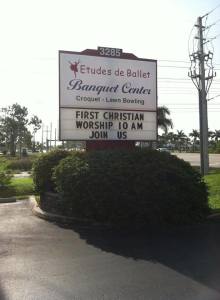 3285
Etudes de Ballet
Banquet Center
Croquet - Lawn Bowling
FIRST CHRISTIAN
WORSHIP 10 AM
JOIN US